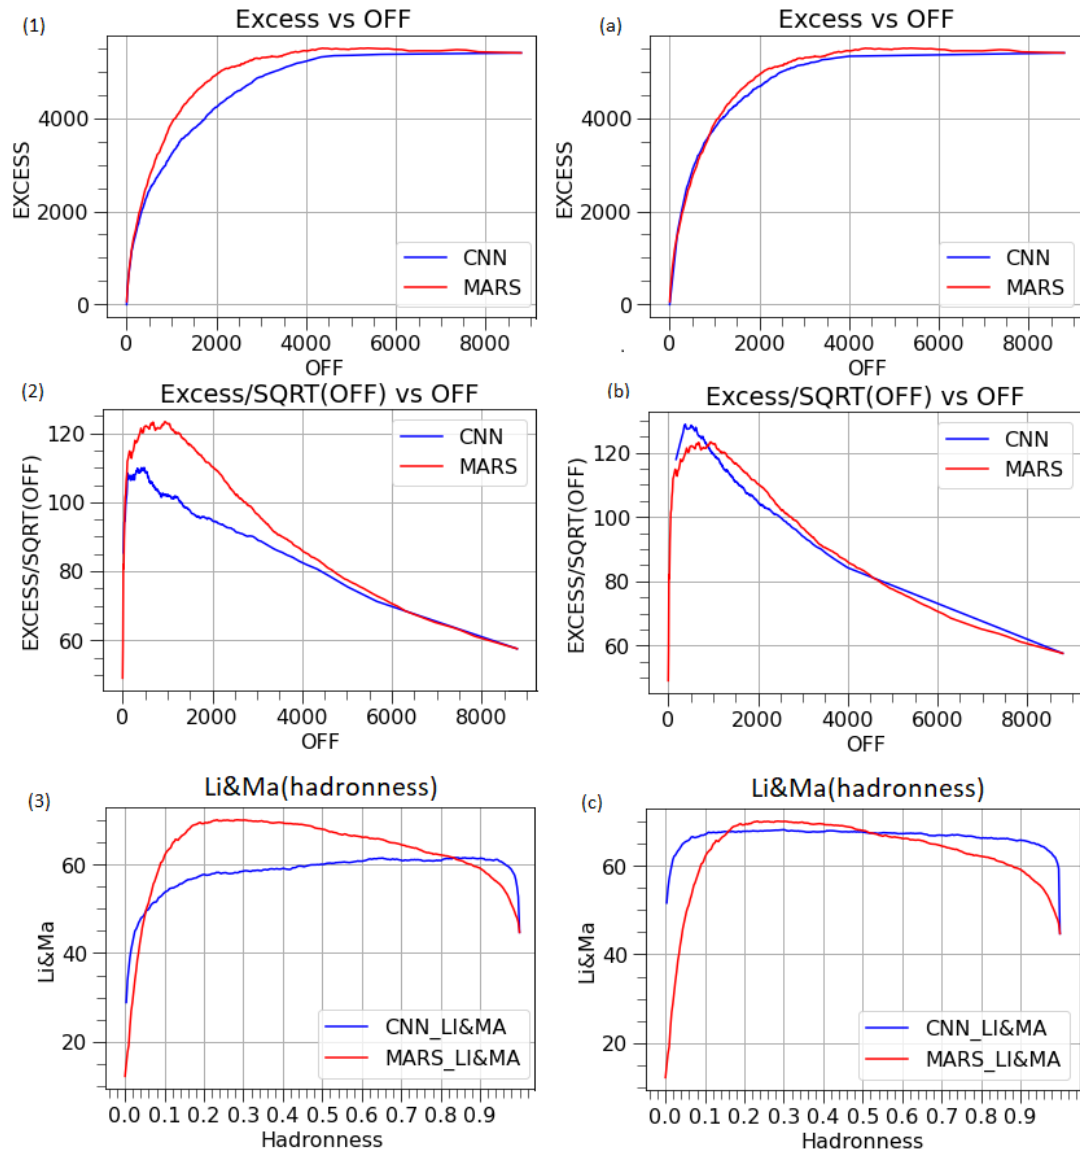 (1)
Excess vs OFF
EXCESS
4000
2000
0
CNN
MARS
0 2000 4000 6000 8000
OFF
(a)
Excess vs OFF
EXCESS
4000
2000
0
CNN
MARS
0 2000 4000 6000 8000
OFF
(2)
Excess/SQRT(OFF) vs OFF
EXCESS/SQRT(OFF)
120
100
80
60
CNN
MARS
0 2000 4000 6000 8000
OFF
(b)
Excess/SQRT(OFF) vs OFF
EXCESS/SQRT(OFF)
120
100
80
60
CNN
MARS
0 2000 4000 6000 8000
OFF
(3)
Li&Ma(hadronness)
Li&Ma
60
40
20
CNN_LI&MA
MARS_LI&MA
0.0 0.1 0.2 0.3 0.4 0.5 0.6 0.7 0.8 0.9
Hadronness
(c)
Li&Ma(hadronness)
Li&Ma
60
40
20
CNN_LI&MA
MARS_LI&MA
0.0 0.1 0.2 0.3 0.4 0.5 0.6 0.7 0.8 0.9
Hadronness